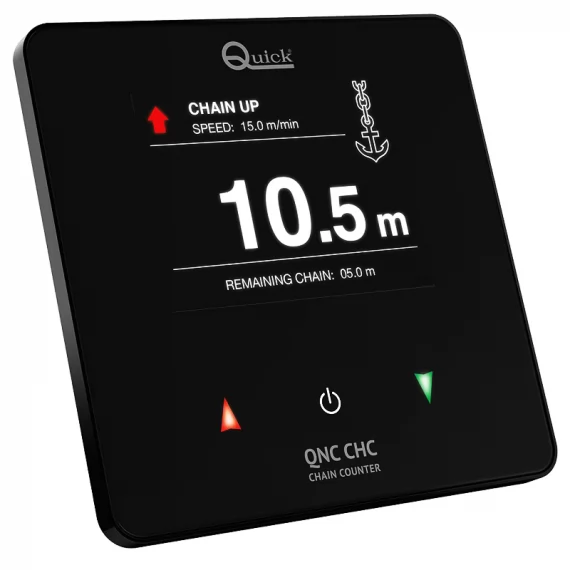 Quick®
CHAIN UP
SPEED: 15.0 m/min
10.5 m
REMAINING CHAIN: 05.0 m
QNC CHC
CHAIN COUNTER